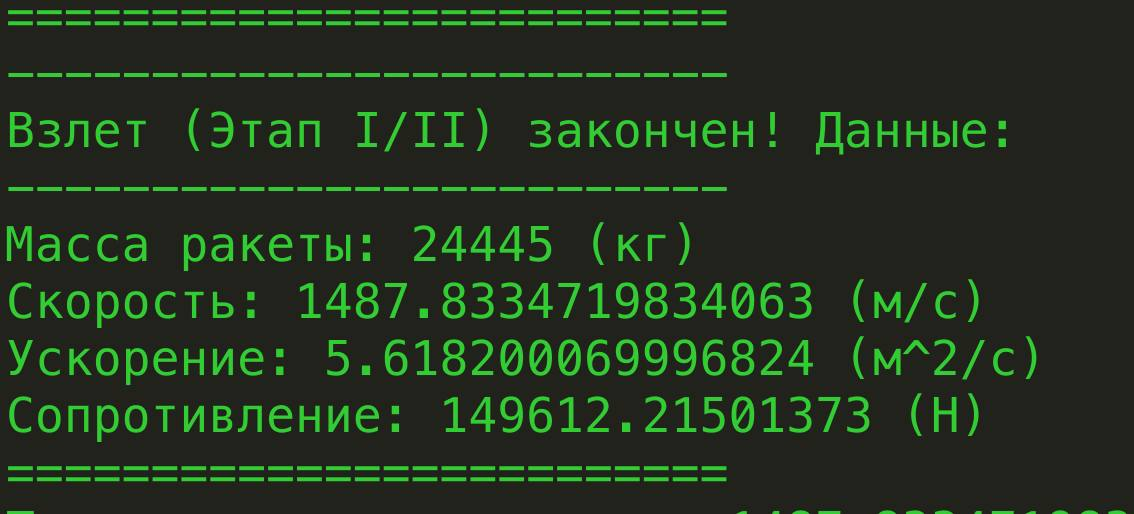 =========================
-------------------------
Взлет (Этап I/II) закончен! Данные:
-------------------------
Масса ракеты: 24445 (кг)
Скорость: 1487.8334719834063 (м/с)
Ускорение: 5.618200069996824 (м^2/с)
Сопротивление: 149612.21501373 (Н)
=========================